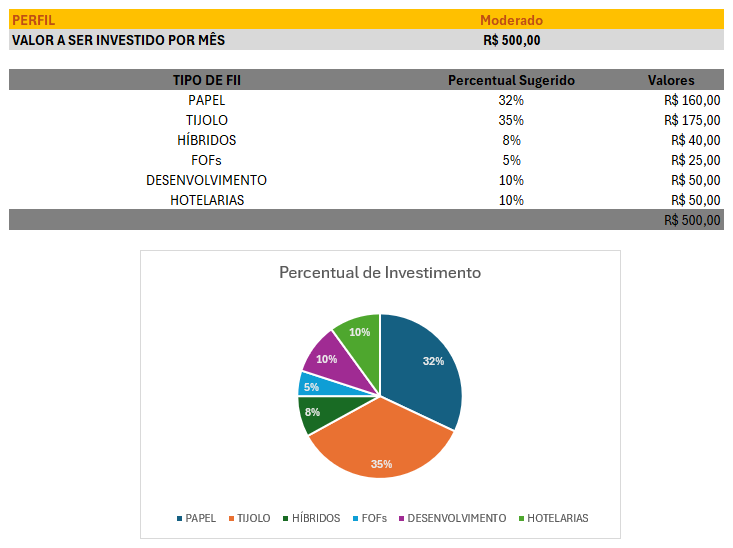 PERFIL Moderado
VALOR A SER INVESTIDO POR MÊS R$ 500,00
TIPO DE FII Percentual Sugerido Valores
PAPEL 32% R$ 160,00
TIJOLO 35% R$ 175,00
HÍBRIDOS 8% R$ 40,00
FOFs 5% R$ 25,00
DESENVOLVIMENTO 10% R$ 50,00
HOTELARIAS 10% R$ 50,00
R$ 500,00
Percentual de Investimento
10%
32%
10%
5%
8%
35%
PAPEL TIJOLO HÍBRIDOS FOFs DESENVOLVIMENTO HOTELARIAS